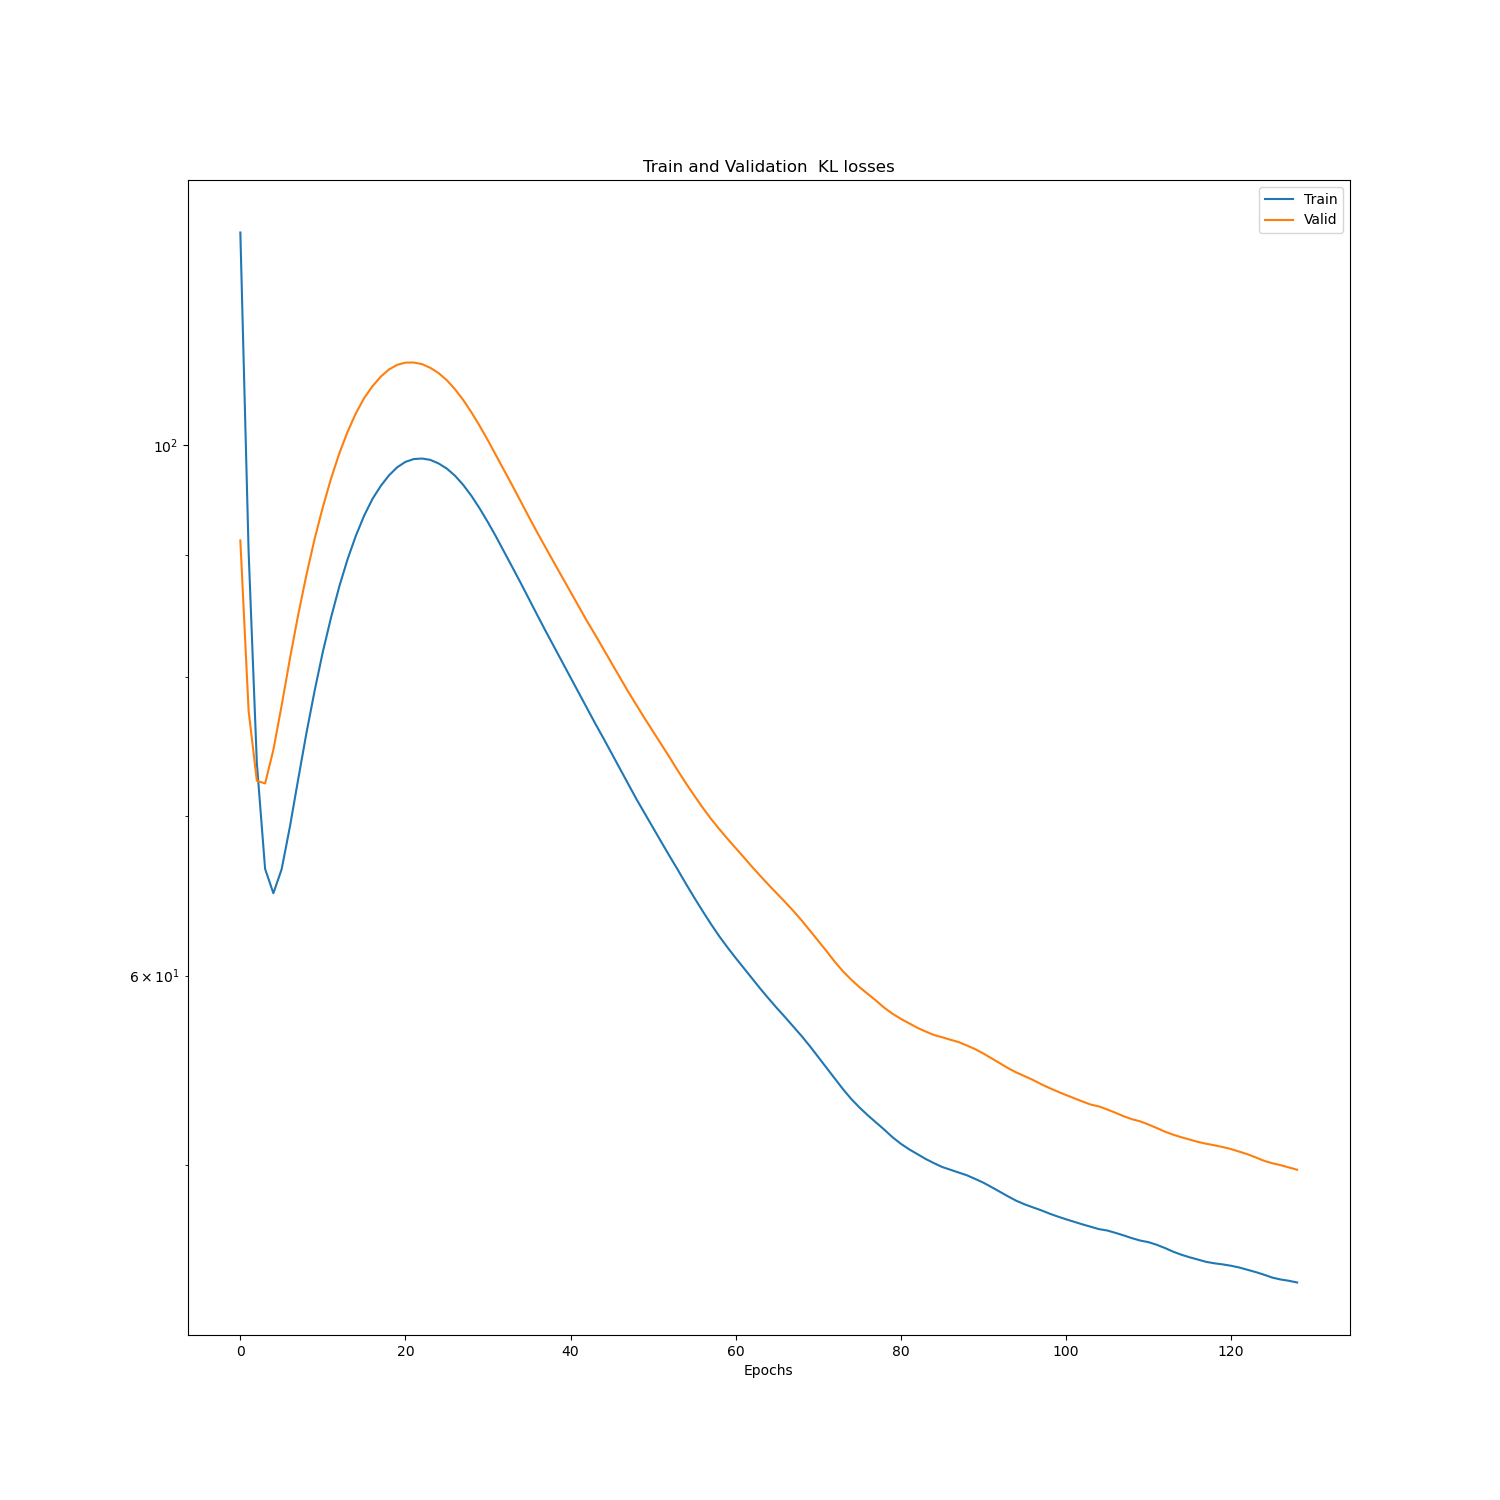 Train and Validation  KL losses
Train
Valid
10²
6 × 10¹
0 20 40 60 80 100 120
Epochs